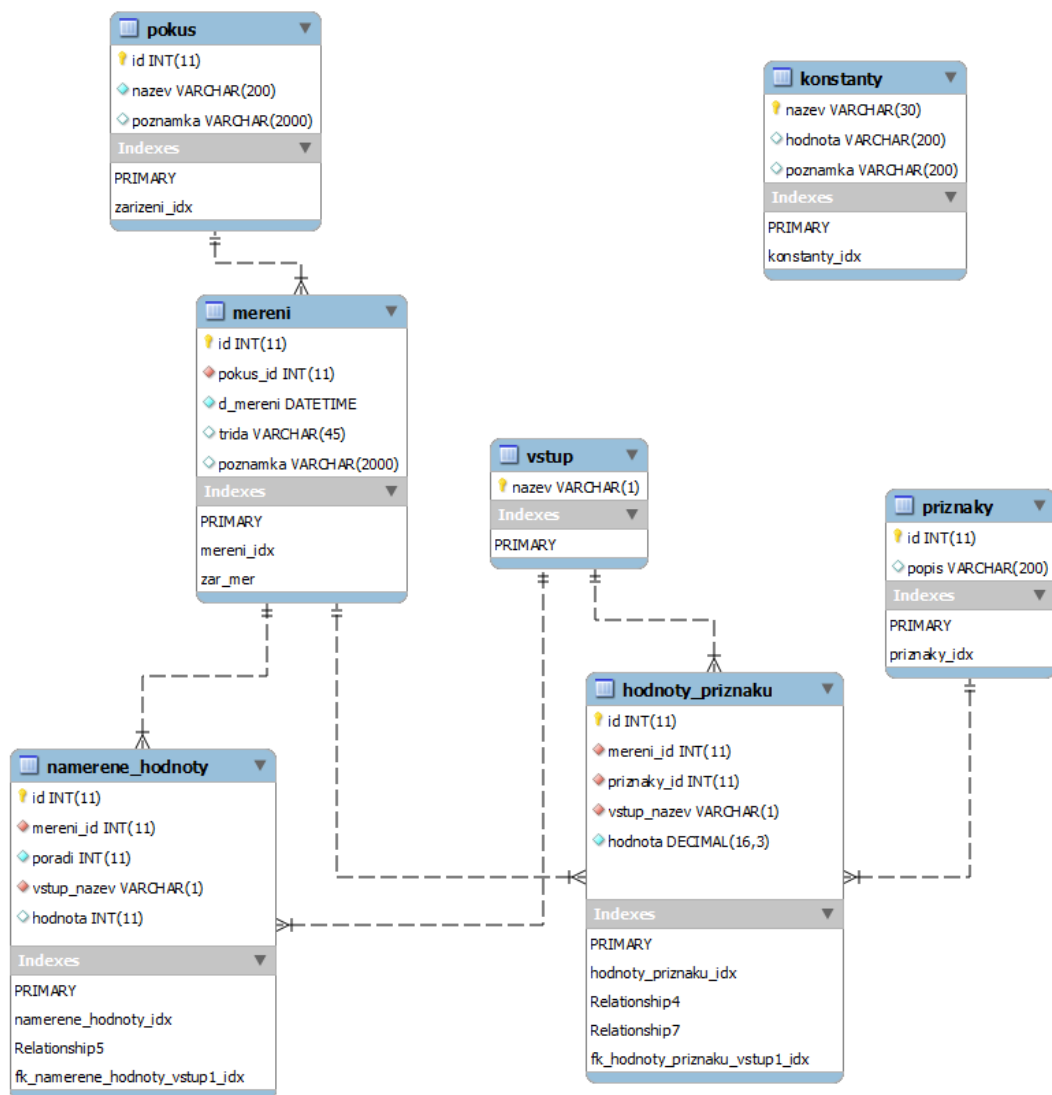 pokus
id INT(11)
nazev VARCHAR(200)
poznamka VARCHAR(2000)
Indexes
PRIMARY
zarizeni_idx
konstanty
nazev VARCHAR(30)
hodnota VARCHAR(200)
poznamka VARCHAR(200)
Indexes
PRIMARY
konstanty_idx
mereni
id INT(11)
pokus_id INT(11)
d_mereni DATETIME
trida VARCHAR(45)
poznamka VARCHAR(2000)
Indexes
PRIMARY
mereni_idx
zar_mer
vstup
nazev VARCHAR(1)
Indexes
PRIMARY
priznaky
id INT(11)
popis VARCHAR(200)
Indexes
PRIMARY
priznaky_idx
hodnoty_priznaku
id INT(11)
mereni_id INT(11)
priznaky_id INT(11)
vstup_nazev VARCHAR(1)
hodnota DECIMAL(16,3)
Indexes
PRIMARY
hodnoty_priznaku_idx
Relationship4
Relationship7
fk_hodnoty_priznaku_vstup1_idx
namerene_hodnoty
id INT(11)
mereni_id INT(11)
poradi INT(11)
vstup_nazev VARCHAR(1)
hodnota INT(11)
Indexes
PRIMARY
namerene_hodnoty_idx
Relationship5
fk_namerene_hodnoty_vstup1_idx